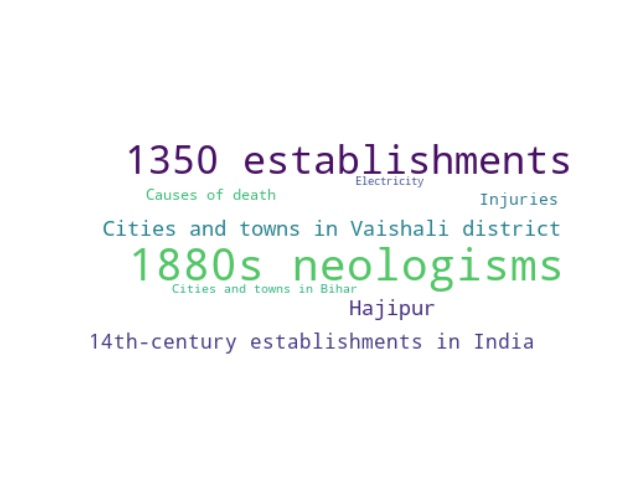 1350 establishments
Electricity
Causes of death
Injuries
Cities and towns in Vaishali district
1880s neologisms
Cities and towns in Bihar
Hajipur
14th-century establishments in India